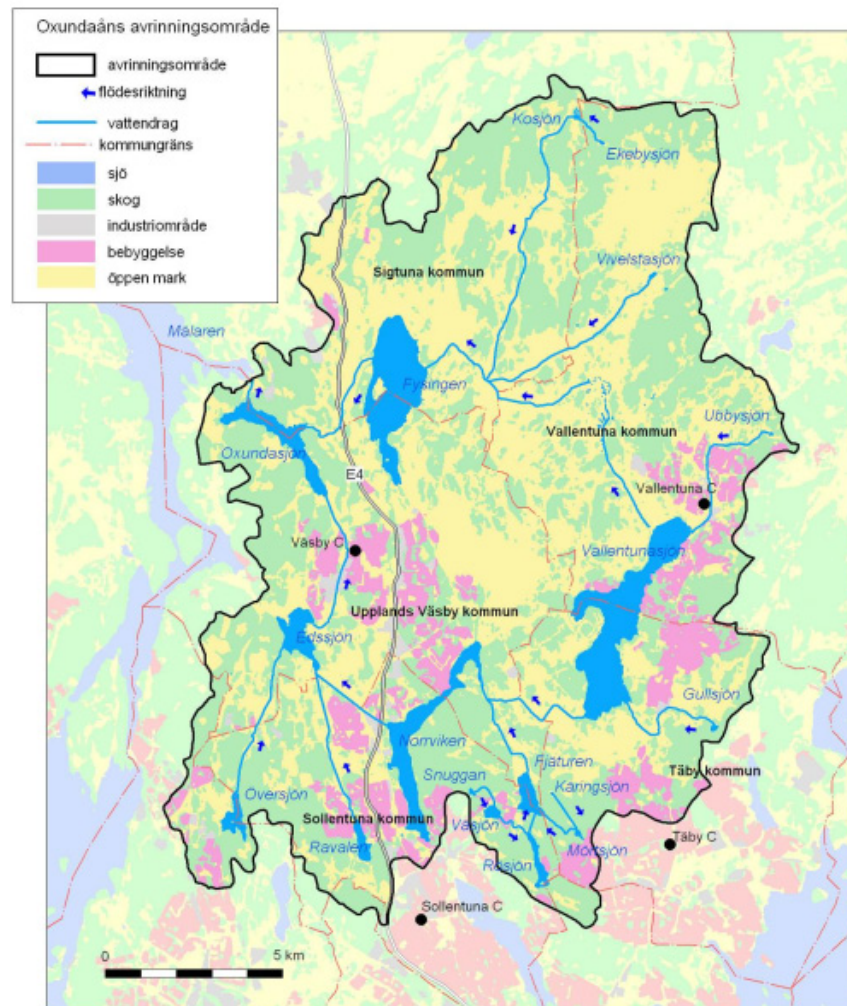 Oxundaåns avrinningsområde
avrinningsområde
flödesriktning
vattendrag
kommungräns
sjö
skog
industriområde
bebyggelse
öppen mark
Kosjön
Ekebysjön
Sigtuna kommun
Vivelstasjön
Mälaren
Fysingen
Ubbysjön
Vallentuna kommun
Oxundasjön
E4
Vallentuna C
Väsby C
Vallentunasjön
Upplands Väsby kommun
Edssjön
Gullsjön
Norrviken
Fjaturen
Täby kommun
Snuggan
Käringsjön
Översjön
Sollentuna kommun
Väsjön
Ravalen
Mörtsjön
Täby C
Rösjön
Sollentuna C
0 5 km